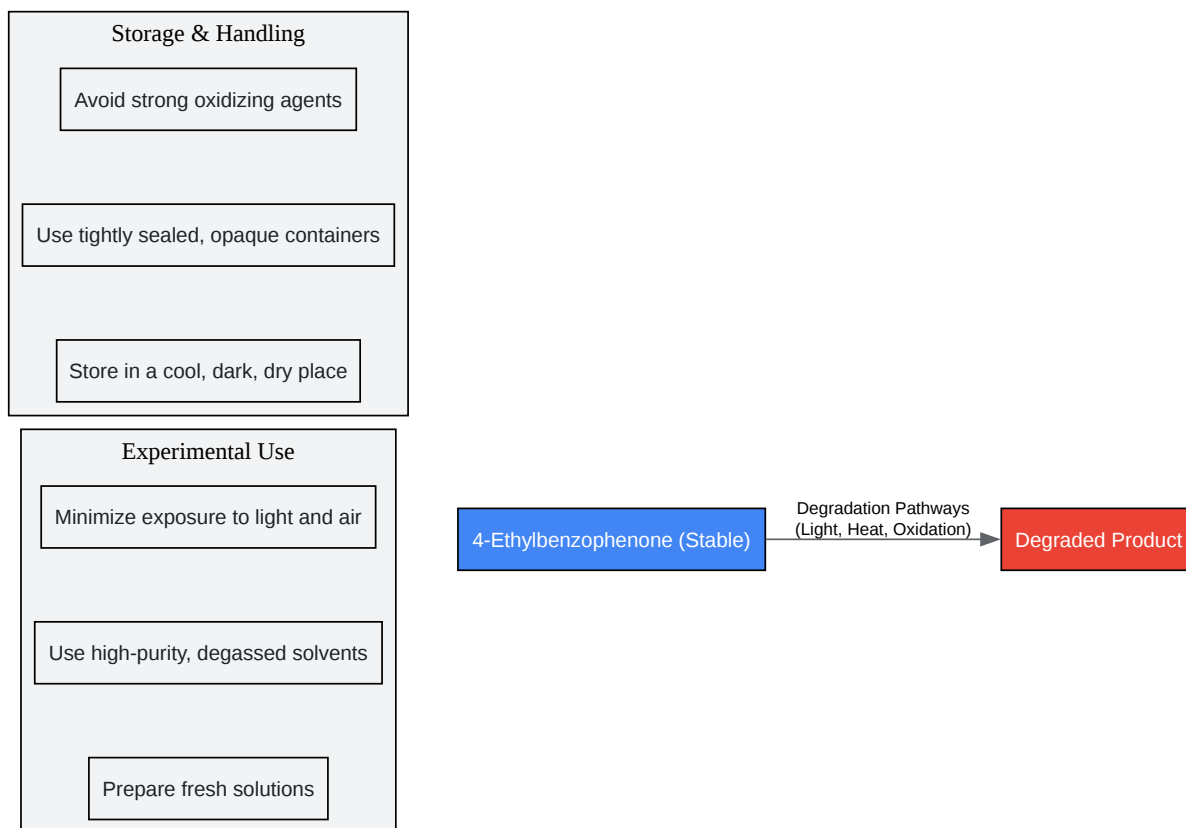 Storage & Handling
Avoid strong oxidizing agents
Use tightly sealed, opaque containers
Store in a cool, dark, dry place
Experimental Use
Minimize exposure to light and air
Use high-purity, degassed solvents
Prepare fresh solutions
4-Ethylbenzophenone (Stable)
Degradation Pathways
(Light, Heat, Oxidation)
Degraded Product